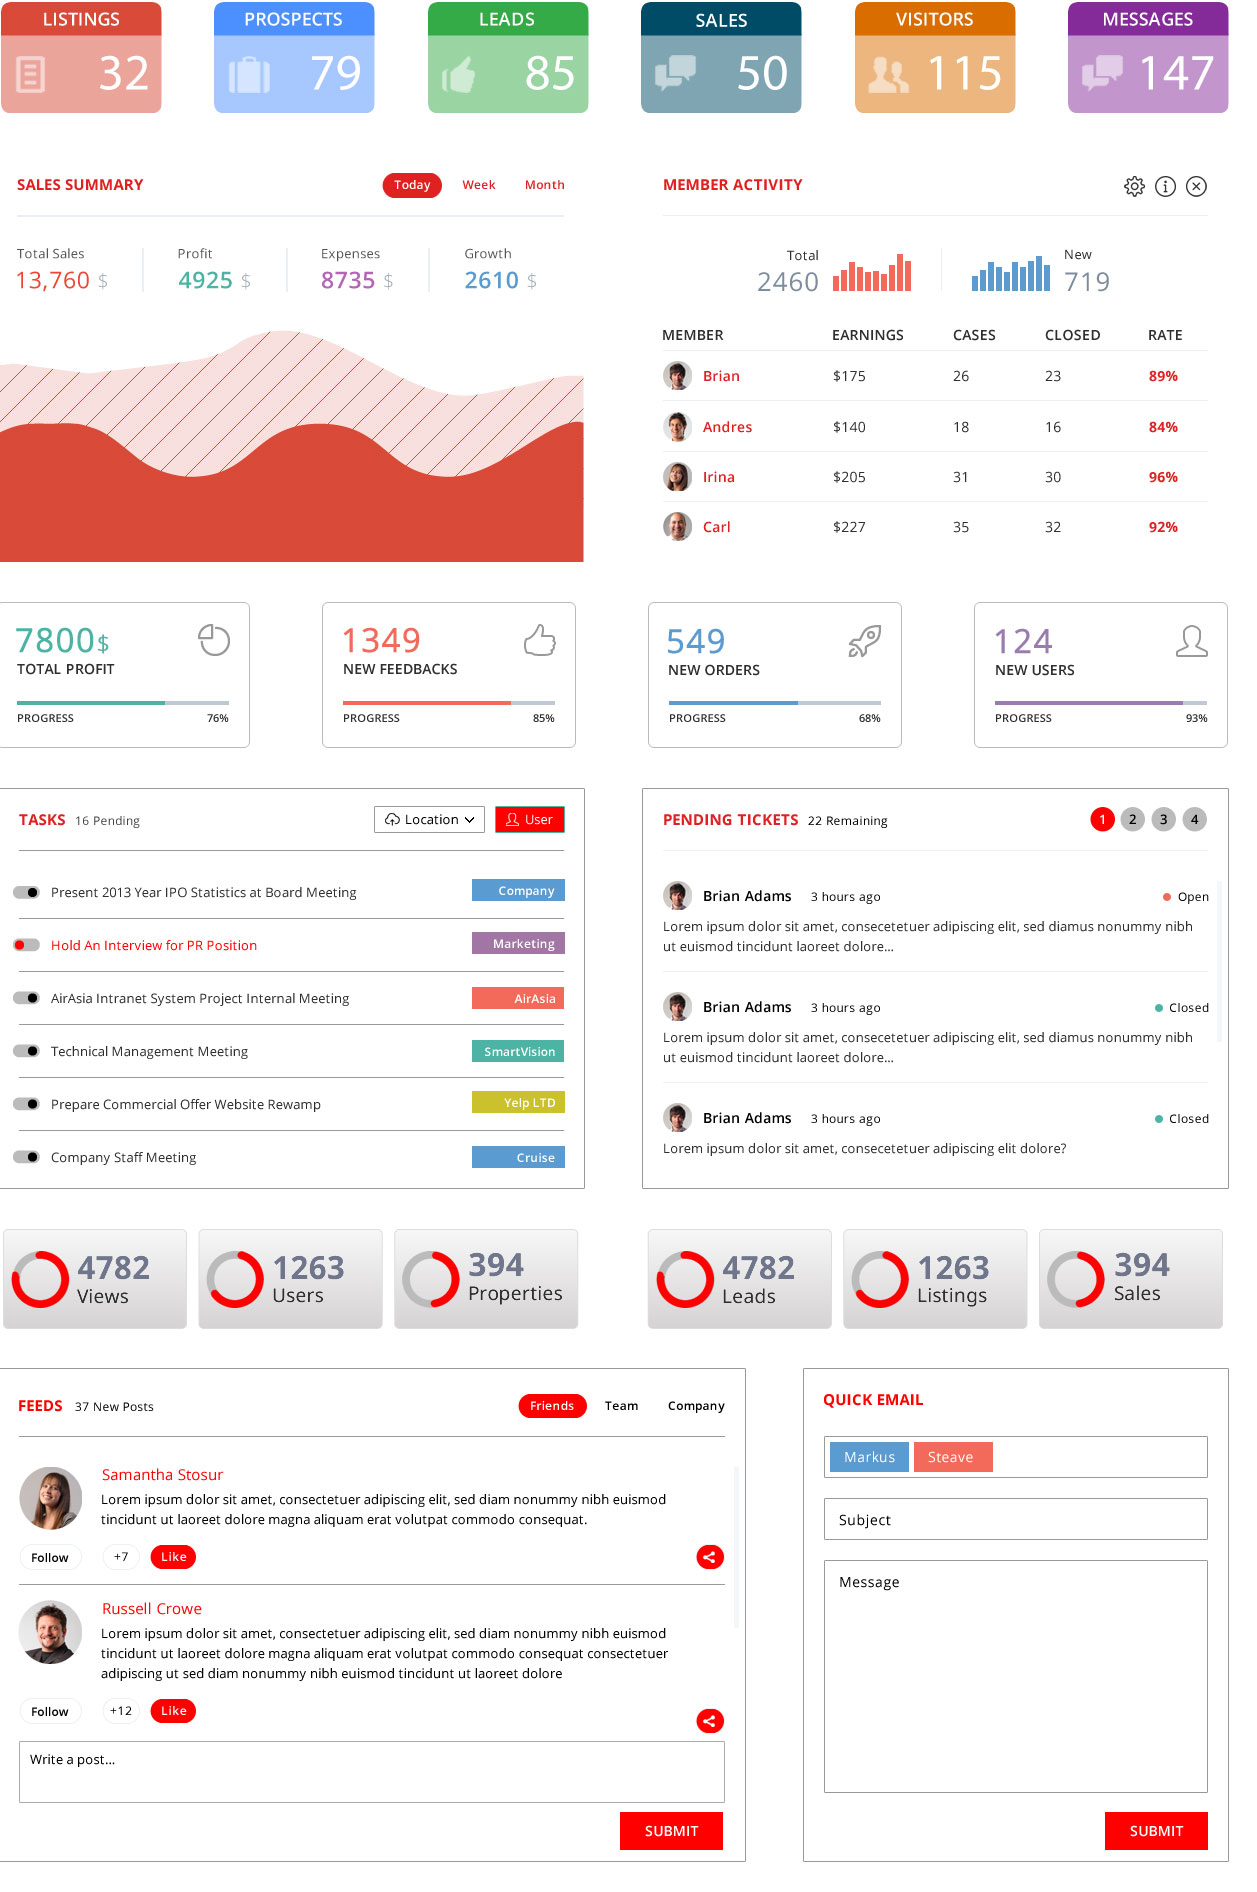 LISTINGS
32
PROSPECTS
79
LEADS
85
SALES
50
VISITORS
115
MESSAGES
147
SALES SUMMARY
Today Week Month
Total Sales Profit Expenses Growth
13,760 $ 4925 $ 8735 $ 2610 $
MEMBER ACTIVITY
Total
2460
New
719
MEMBER EARNINGS CASES CLOSED RATE
Brian $175 26 23 89%
Andres $140 18 16 84%
Irina $205 31 30 96%
Carl $227 35 32 92%
7800$
TOTAL PROFIT
PROGRESS 76%
1349
NEW FEEDBACKS
PROGRESS 85%
549
NEW ORDERS
PROGRESS 68%
124
NEW USERS
PROGRESS 93%
TASKS 16 Pending Location User
Present 2013 Year IPO Statistics at Board Meeting Company
Hold An Interview for PR Position Marketing
AirAsia Intranet System Project Internal Meeting AirAsia
Technical Management Meeting SmartVision
Prepare Commercial Offer Website Rewamp Yelp LTD
Company Staff Meeting Cruise
PENDING TICKETS 22 Remaining 1 2 3 4
Brian Adams 3 hours ago Open
Lorem ipsum dolor sit amet, consecetetuer adipiscing elit, sed diamus nonummy nibh
ut euismod tincidunt laoreet dolore...
Brian Adams 3 hours ago Closed
Lorem ipsum dolor sit amet, consecetetuer adipiscing elit, sed diamus nonummy nibh
ut euismod tincidunt laoreet dolore...
Brian Adams 3 hours ago Closed
Lorem ipsum dolor sit amet, consecetetuer adipiscing elit dolore?
4782
Views
1263
Users
394
Properties
4782
Leads
1263
Listings
394
Sales
FEEDS 37 New Posts Friends Team Company
Samantha Stosur
Lorem ipsum dolor sit amet, consectetuer adipiscing elit, sed diam nonummy nibh euismod
tincidunt ut laoreet dolore magna aliquam erat volutpat commodo consequat.
Follow +7 Like
Russell Crowe
Lorem ipsum dolor sit amet, consectetuer adipiscing elit, sed diam nonummy nibh euismod
tincidunt ut laoreet dolore magna aliquam erat volutpat commodo consequat consectetuer
adipiscing ut sed diam nonummy nibh euismod tincidunt ut laoreet dolore
Follow +12 Like
Write a post...
SUBMIT
QUICK EMAIL
Markus Steave
Subject
Message
SUBMIT